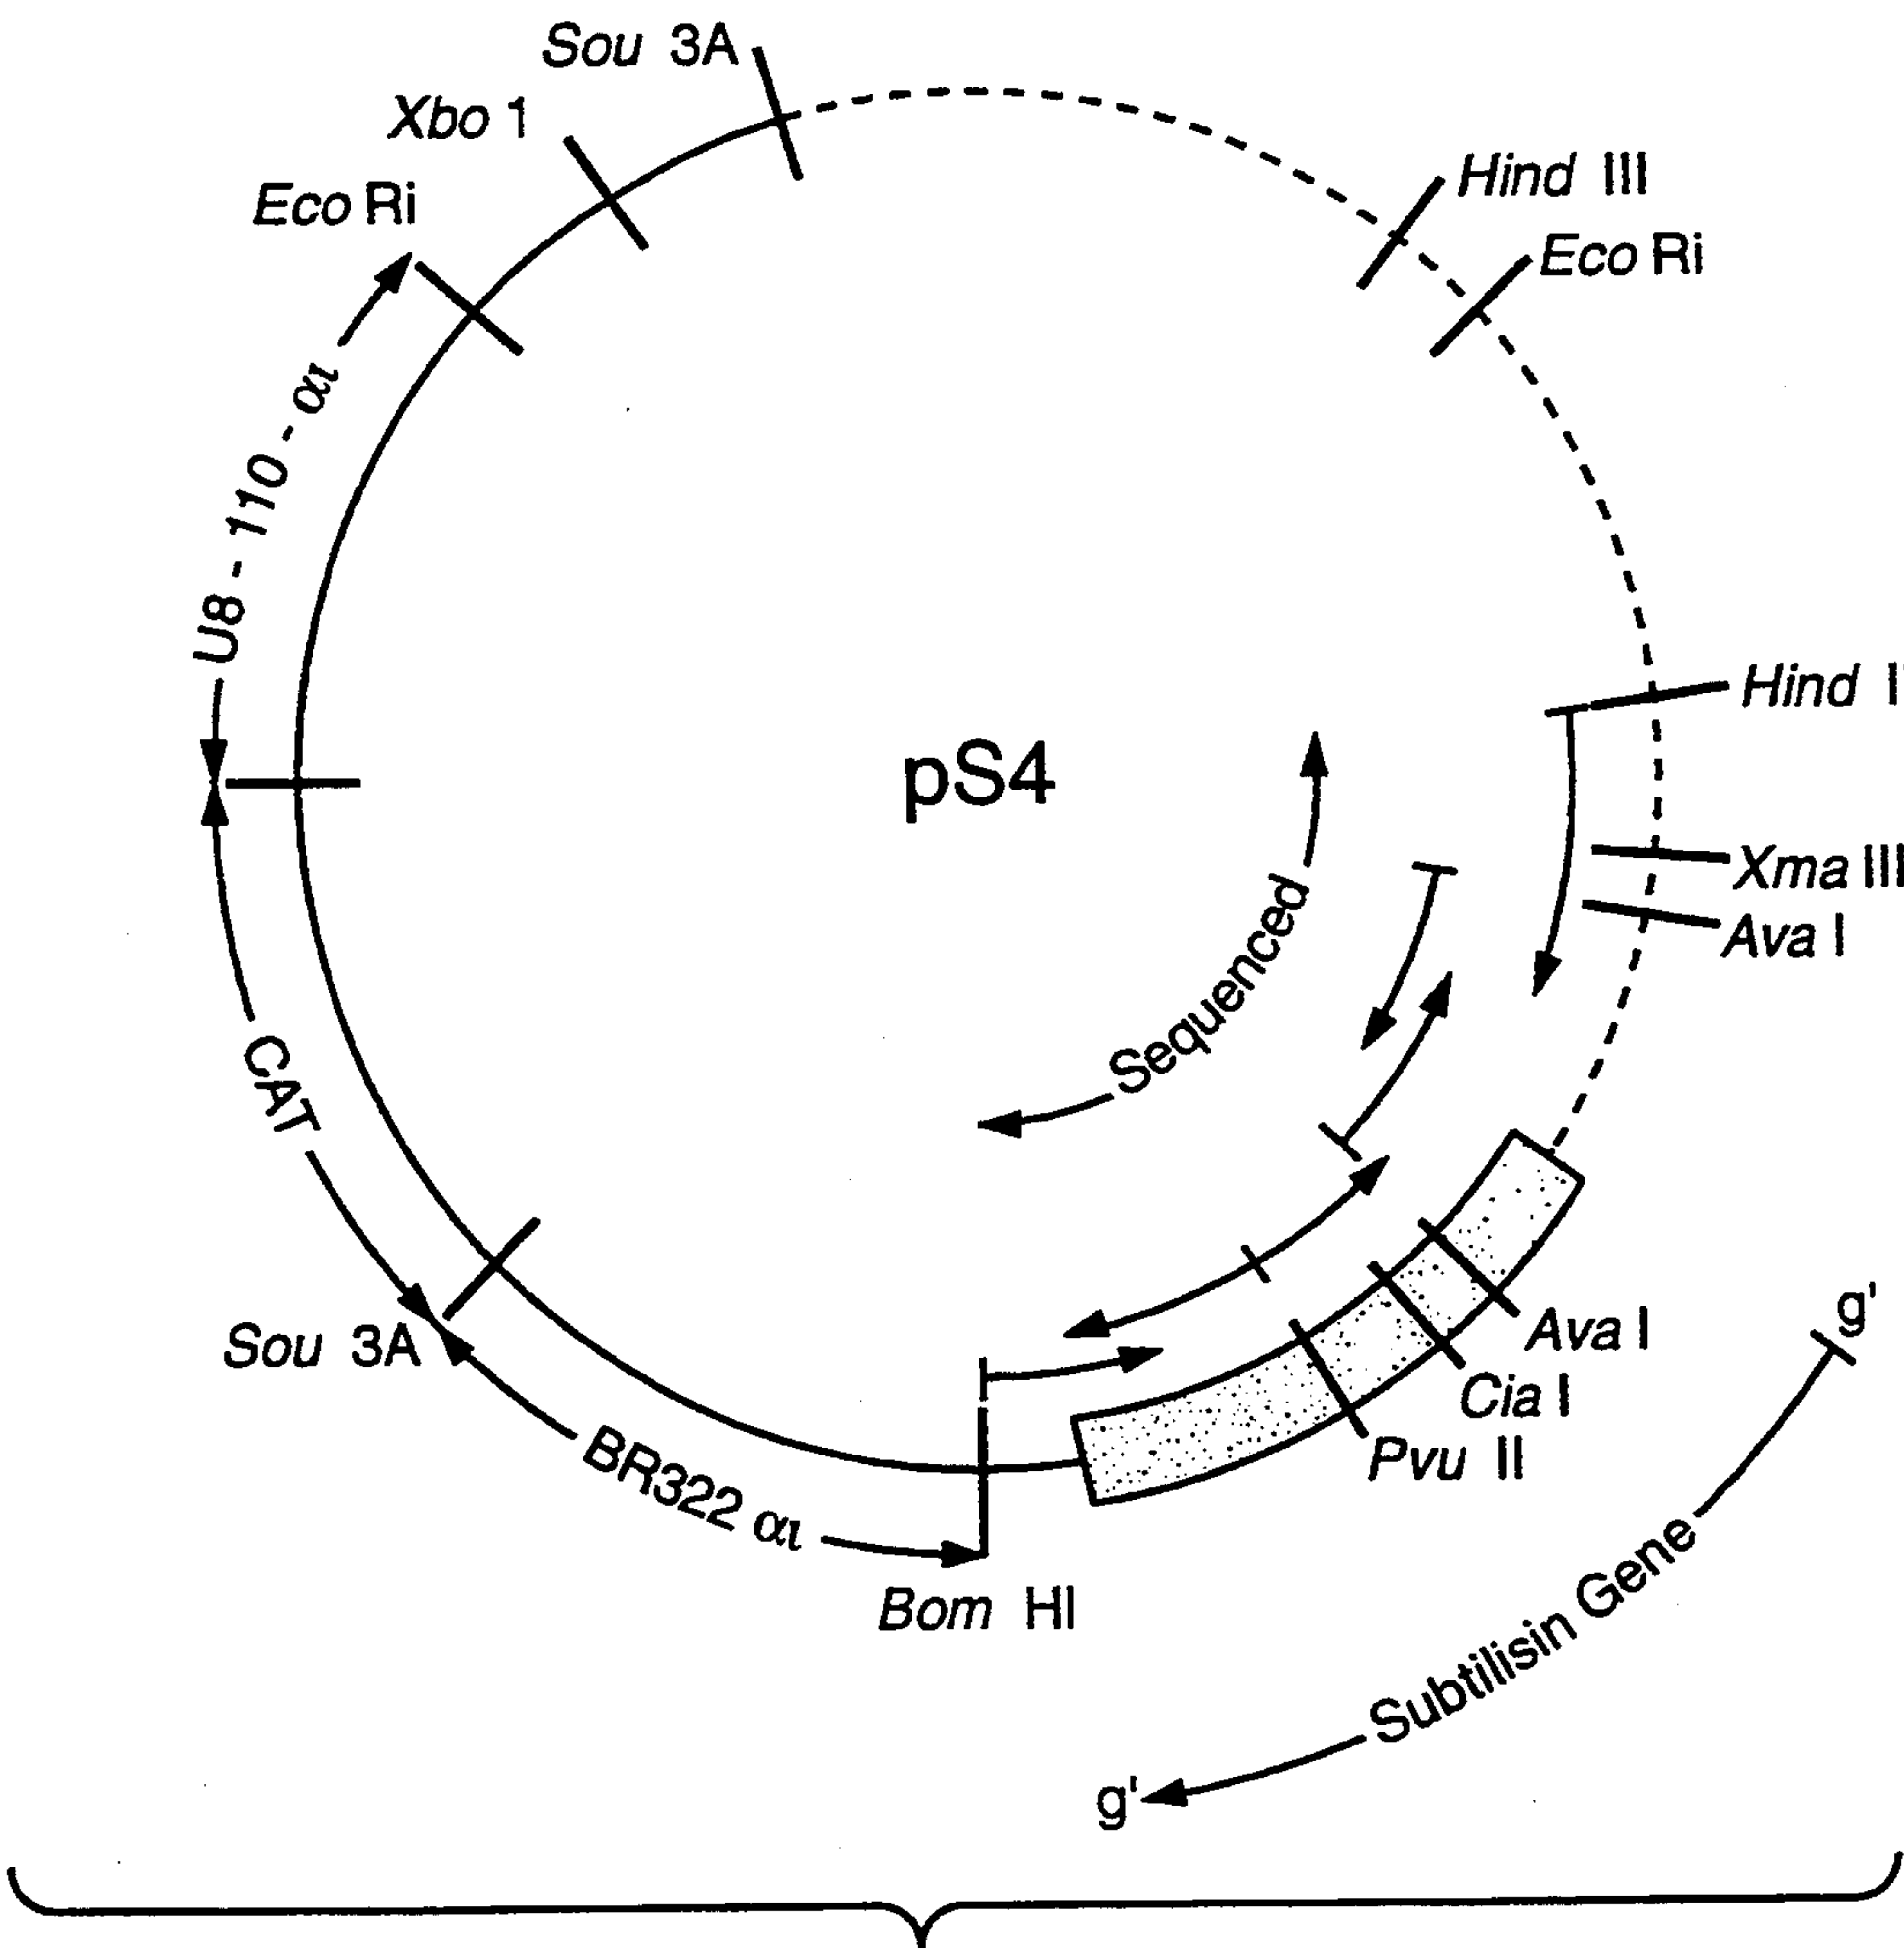 Sou 3A
Xbo 1
Eco Ri
Hind III
Eco Ri
U8 - 110 - αι
Hind I
pS4
Xma III
Ava I
Sequenced
CAT
Sou 3A
Ava I
g'
Cia I
Pvu II
BR322 αι
Bom HI
Subtilisin Gene
g'